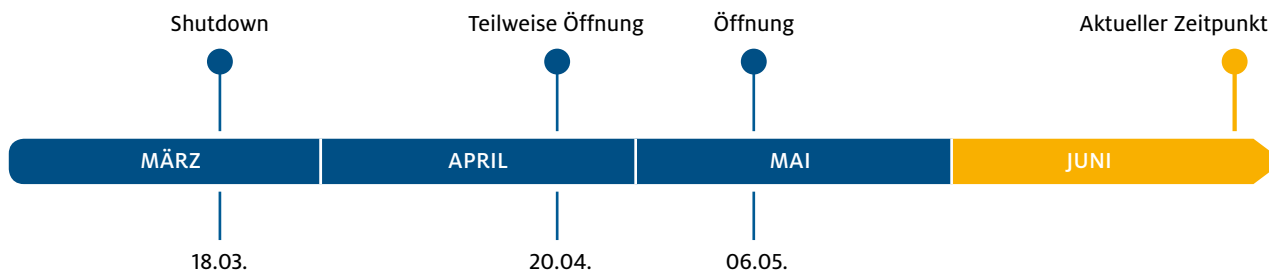 Shutdown
Teilweise Öffnung
Öffnung
Aktueller Zeitpunkt
MÄRZ
APRIL
MAI
JUNI
18.03.
20.04.
06.05.